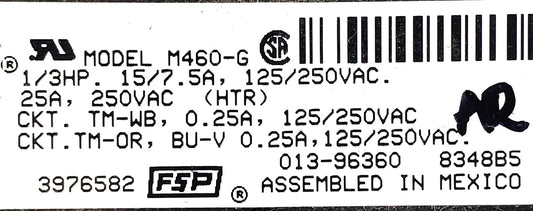 ® MODEL M460-G
1/3HP. 15/7.5A, 125/250VAC.
25A, 250VAC (HTR)
CKT. TM-WB, 0.25A, 125/250VAC
CKT.TM-OR, BU-V 0.25A,125/250VAC.
013-96360 8348B5
3976582 FSP ® ASSEMBLED IN MEXICO